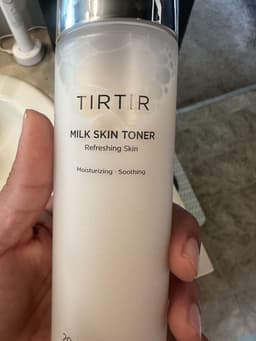 TIRTIR
MILK SKIN TONER
Refreshing Skin
Moisturizing · Soothing